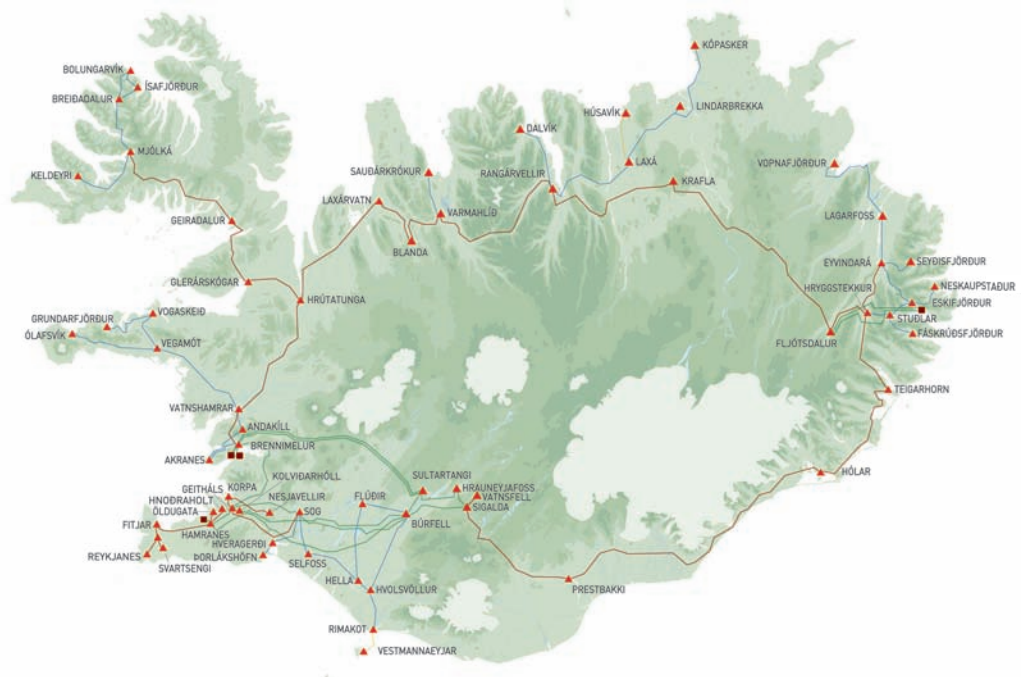 KÓPASKER
BOLUNGARVÍK
ÍSAFJÖRÐUR
BREIÐADALUR
LINDARBREKKA
HÚSAVÍK
DALVÍK
MJÓLKÁ
LAXÁ
VOPNAFJÖRÐUR
KELDEYRI
SAUÐÁRKRÓKUR
RANGÁRVELLIR
KRAFLA
LAXÁRVATN
VARMAHLÍÐ
LAGARFOSS
GEIRADALUR
BLANDA
EYVINDARÁ
SEYÐISFJÖRÐUR
GLERÁRSKÓGAR
HRYGGSTEKKUR
NESKAUPSTAÐUR
HRÚTATUNGA
ESKIFJÖRÐUR
VOGASKEIÐ
GRUNDARFJÖRÐUR
STUÐLAR
ÓLAFSVÍK
FLJÓTSDALUR
FÁSKRÚÐSFJÖRÐUR
VEGAMÓT
TEIGARHORN
VATNSHAMRAR
ANDAKÍLL
BRENNIMELUR
AKRANES
HÓLAR
KOLVIÐARHÓLL
SULTARTANGI
GEITHÁLS
KORPA
NESJAVELLIR
FLÚÐIR
HRAUNEYJAFOSS
HNOÐRAHOLT
VATNSFELL
ÖLDUGATA
SOG
SIGALDA
FITJAR
BÚRFELL
HAMRANES
HVERAGERÐI
REYKJANES
ÞORLÁKSHÖFN
SELFOSS
SVARTSENGI
HELLA
HVOLSVÖLLUR
PRESTBAKKI
RIMAKOT
VESTMANNAEYJAR